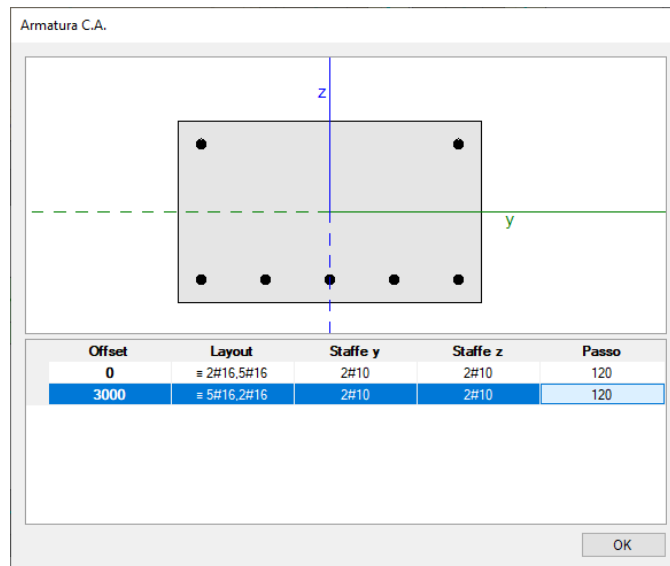 Armatura C.A.
z
y
Offset Layout Staffe y Staffe z Passo
0 ≡ 2#16,5#16 2#10 2#10 120
3000 ≡ 5#16,2#16 2#10 2#10 120
OK